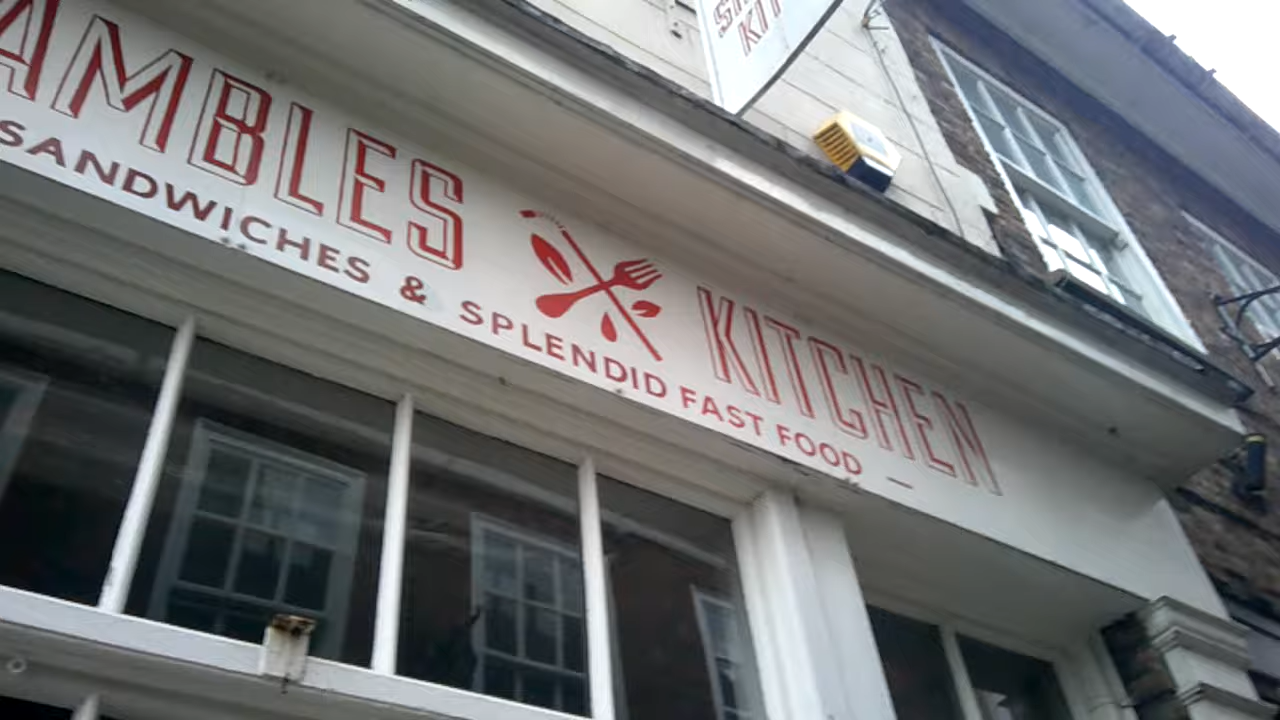 AMBLES KITCHEN
SANDWICHES & SPLENDID FAST FOOD –